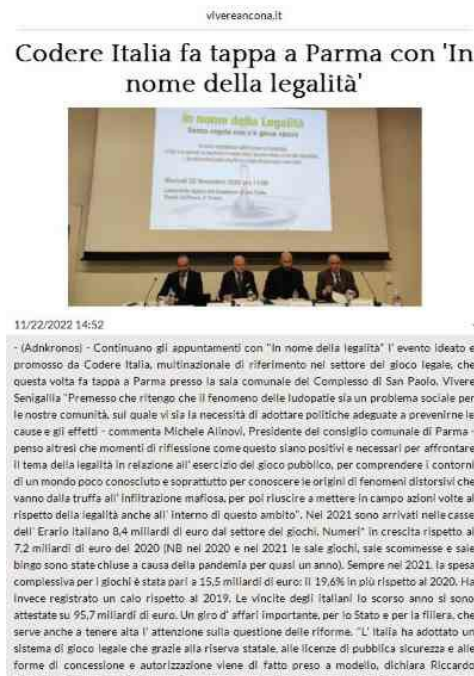 vivereancona.it
Codere Italia fa tappa a Parma con 'In
nome della legalità'
In nome della Legalità
Senza regole non c'è gioco sicuro
11/22/2022 14:52
- (Adnkronos) - Continuano gli appuntamenti con "In nome della legalità" l' evento ideato e
promosso da Codere Italia, multinazionale di riferimento nel settore del gioco legale, che
questa volta fa tappa a Parma presso la sala comunale del Complesso di San Paolo. Vivere
Senigallia "Premesso che ritengo che il fenomeno delle ludopatie sia un problema sociale per
le nostre comunità, sul quale vi sia la necessità di adottare politiche adeguate a prevenirne le
cause e gli effetti - commenta Michele Alinovi, Presidente del consiglio comunale di Parma -
penso altresì che momenti di riflessione come questo siano positivi e necessari per affrontare
il tema della legalità in relazione all' esercizio del gioco pubblico, per comprendere i contorni
di un mondo poco conosciuto e soprattutto per conoscere le origini di fenomeni distorsivi che
vanno dalla truffa all' infiltrazione mafiosa, per poi riuscire a mettere in campo azioni volte al
rispetto della legalità anche all' interno di questo ambito". Nel 2021 sono arrivati nelle casse
dell' Erario italiano 8,4 miliardi di euro dal settore dei giochi. Numeri" in crescita rispetto ai
7,2 miliardi di euro del 2020 (NB nel 2020 e nel 2021 le sale giochi, sale scommesse e sale
bingo sono state chiuse a causa della pandemia per quasi un anno). Sempre nel 2021, la spesa
complessiva per i giochi è stata pari a 15,5 miliardi di euro: il 19,6% in più rispetto al 2020. Ha
invece registrato un calo rispetto al 2019. Le vincite degli italiani lo scorso anno si sono
attestate su 95,7 miliardi di euro. Un giro d' affari importante, per lo Stato e per la filiera, che
serve anche a tenere alta l' attenzione sulla questione delle riforme. "L' Italia ha adottato un
sistema di gioco legale che grazie alla riserva statale, alle licenze di pubblica sicurezza e alle
forme di concessione e autorizzazione viene di fatto preso a modello, dichiara Riccardo